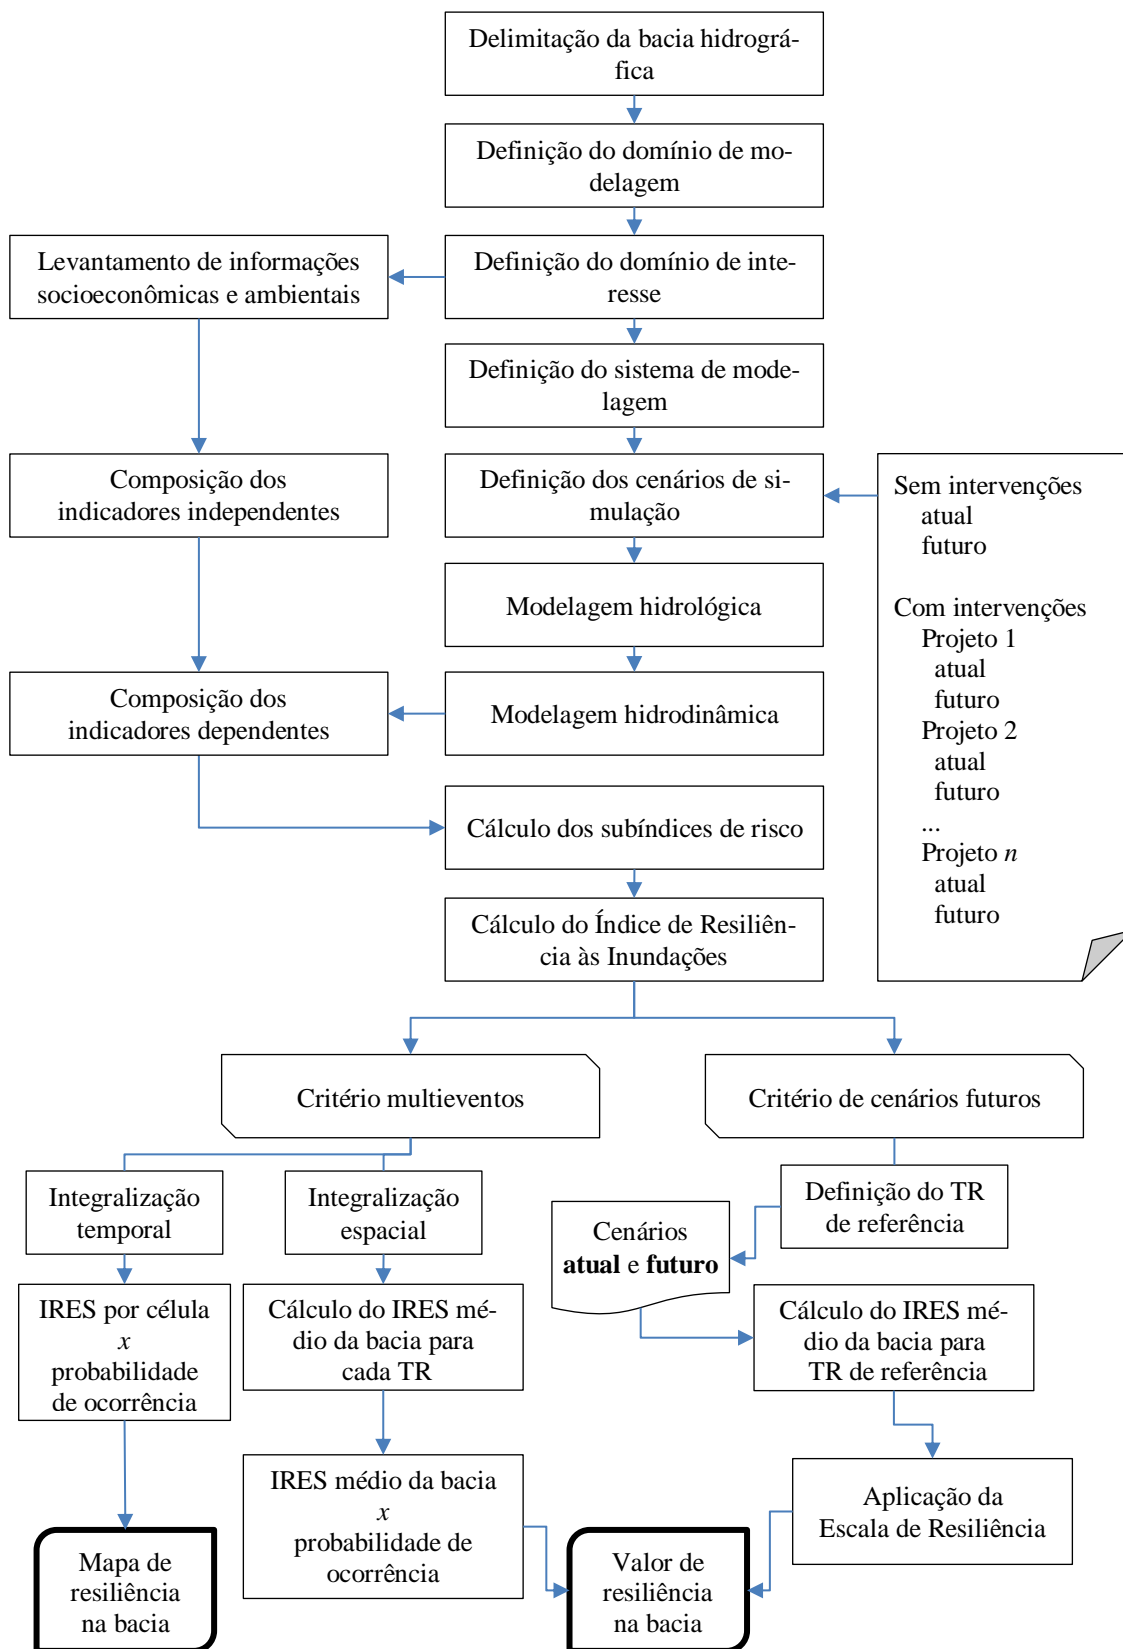 Delimitação da bacia hidrográ-
fica
Definição do domínio de mo-
delagem
Levantamento de informações
socioeconômicas e ambientais
Definição do domínio de inte-
resse
Definição do sistema de mode-
lagem
Composição dos
indicadores independentes
Definição dos cenários de si-
mulação
Sem intervenções
atual
futuro
Com intervenções
Projeto 1
atual
futuro
Projeto 2
atual
futuro
...
Projeto n
atual
futuro
Modelagem hidrológica
Composição dos
indicadores dependentes
Modelagem hidrodinâmica
Cálculo dos subíndices de risco
Cálculo do Índice de Resiliên-
cia às Inundações
Critério multieventos
Critério de cenários futuros
Integralização
temporal
Integralização
espacial
Definição do TR
de referência
Cenários
atual e futuro
IRES por célula
x
probabilidade
de ocorrência
Cálculo do IRES mé-
dio da bacia para
cada TR
Cálculo do IRES mé-
dio da bacia para
TR de referência
IRES médio da bacia
x
probabilidade de
ocorrência
Aplicação da
Escala de Resiliência
Mapa de
resiliência
na bacia
Valor de
resiliência
na bacia